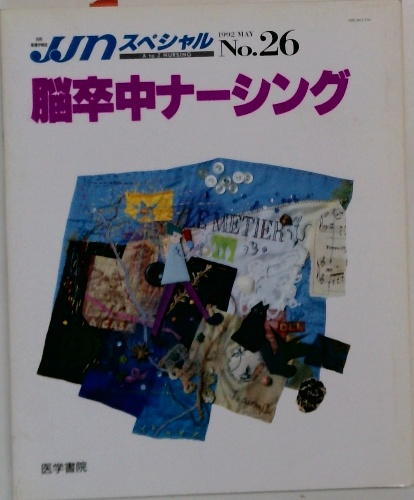 JJNスペシャル
A to Z NURSING
1992 MAY
No.26
脳卒中ナーシング
LE METIER
医学書院